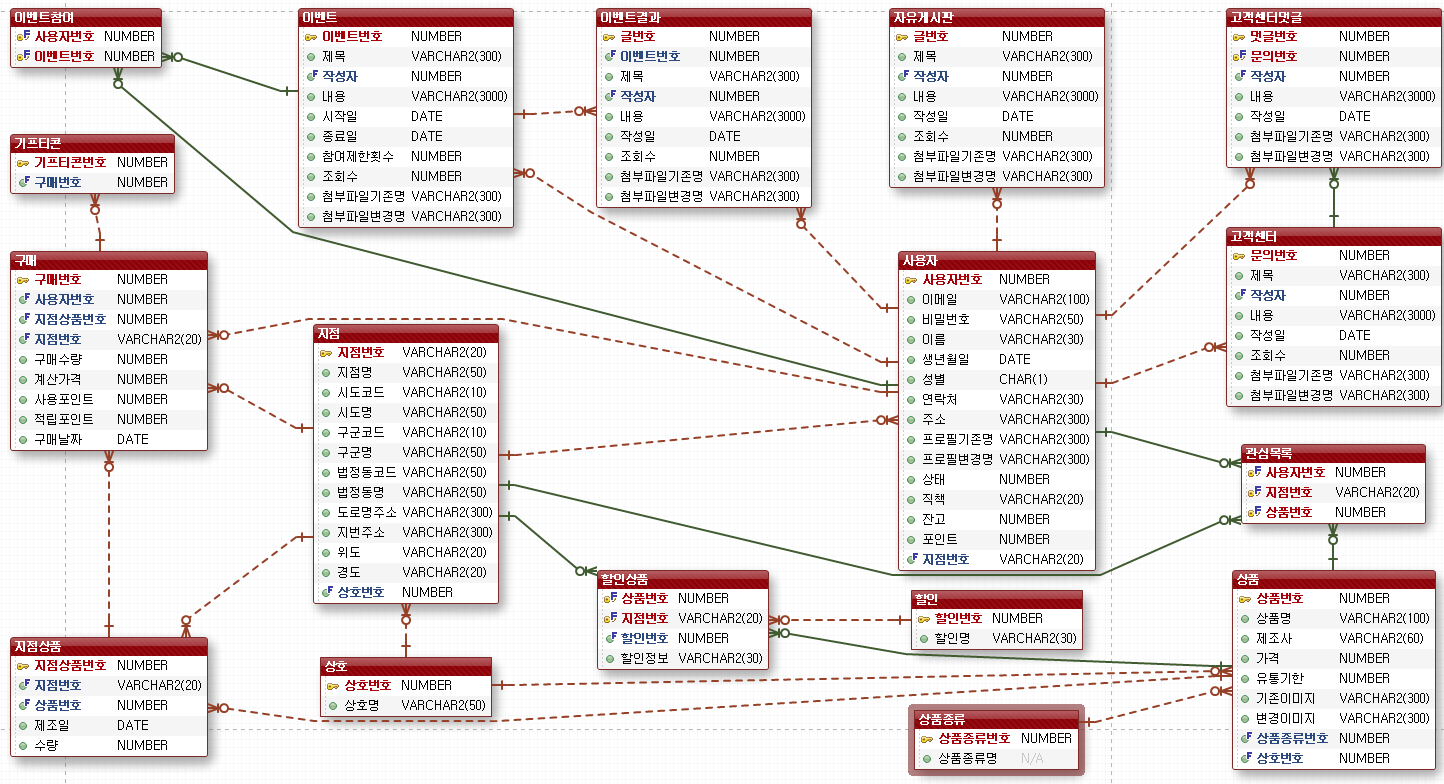 이벤트참여
사용자번호 NUMBER
이벤트번호 NUMBER
이벤트
이벤트번호 NUMBER
제목 VARCHAR2(300)
작성자 NUMBER
내용 VARCHAR2(3000)
시작일 DATE
종료일 DATE
참여제한횟수 NUMBER
조회수 NUMBER
첨부파일기존명 VARCHAR2(300)
첨부파일변경명 VARCHAR2(300)
이벤트결과
글번호 NUMBER
이벤트번호 NUMBER
제목 VARCHAR2(300)
작성자 NUMBER
내용 VARCHAR2(3000)
작성일 DATE
조회수 NUMBER
첨부파일기존명 VARCHAR2(300)
첨부파일변경명 VARCHAR2(300)
자유게시판
글번호 NUMBER
제목 VARCHAR2(300)
작성자 NUMBER
내용 VARCHAR2(3000)
작성일 DATE
조회수 NUMBER
첨부파일기존명 VARCHAR2(300)
첨부파일변경명 VARCHAR2(300)
고객센터댓글
댓글번호 NUMBER
문의번호 NUMBER
작성자 NUMBER
내용 VARCHAR2(3000)
작성일 DATE
첨부파일기존명 VARCHAR2(300)
첨부파일변경명 VARCHAR2(300)
기프티콘
기프티콘번호 NUMBER
구매번호 NUMBER
구매
구매번호 NUMBER
사용자번호 NUMBER
지점상품번호 NUMBER
지점번호 VARCHAR2(20)
구매수량 NUMBER
계산가격 NUMBER
사용포인트 NUMBER
적립포인트 NUMBER
구매날짜 DATE
지점
지점번호 VARCHAR2(20)
지점명 VARCHAR2(50)
시도코드 VARCHAR2(10)
시도명 VARCHAR2(50)
구군코드 VARCHAR2(10)
구군명 VARCHAR2(50)
법정동코드 VARCHAR2(50)
법정동명 VARCHAR2(50)
도로명주소 VARCHAR2(300)
지번주소 VARCHAR2(300)
위도 VARCHAR2(20)
경도 VARCHAR2(20)
상호번호 NUMBER
사용자
사용자번호 NUMBER
이메일 VARCHAR2(100)
비밀번호 VARCHAR2(50)
이름 VARCHAR2(30)
생년월일 DATE
성별 CHAR(1)
연락처 VARCHAR2(30)
주소 VARCHAR2(300)
프로필기존명 VARCHAR2(300)
프로필변경명 VARCHAR2(300)
상태 NUMBER
직책 VARCHAR2(20)
잔고 NUMBER
포인트 NUMBER
지점번호 VARCHAR2(20)
고객센터
문의번호 NUMBER
제목 VARCHAR2(300)
작성자 NUMBER
내용 VARCHAR2(3000)
작성일 DATE
조회수 NUMBER
첨부파일기존명 VARCHAR2(300)
첨부파일변경명 VARCHAR2(300)
관심목록
사용자번호 NUMBER
지점번호 VARCHAR2(20)
상품번호 NUMBER
지점상품
지점상품번호 NUMBER
지점번호 VARCHAR2(20)
상품번호 NUMBER
제조일 DATE
수량 NUMBER
상호
상호번호 NUMBER
상호명 VARCHAR2(50)
할인상품
상품번호 NUMBER
지점번호 VARCHAR2(20)
할인번호 NUMBER
할인정보 VARCHAR2(30)
할인
할인번호 NUMBER
할인명 VARCHAR2(30)
상품종류
상품종류번호 NUMBER
상품종류명 N/A
상품
상품번호 NUMBER
상품명 VARCHAR2(100)
제조사 VARCHAR2(60)
가격 NUMBER
유통기한 NUMBER
기존이미지 VARCHAR2(300)
변경이미지 VARCHAR2(300)
상품종류번호 NUMBER
상호번호 NUMBER